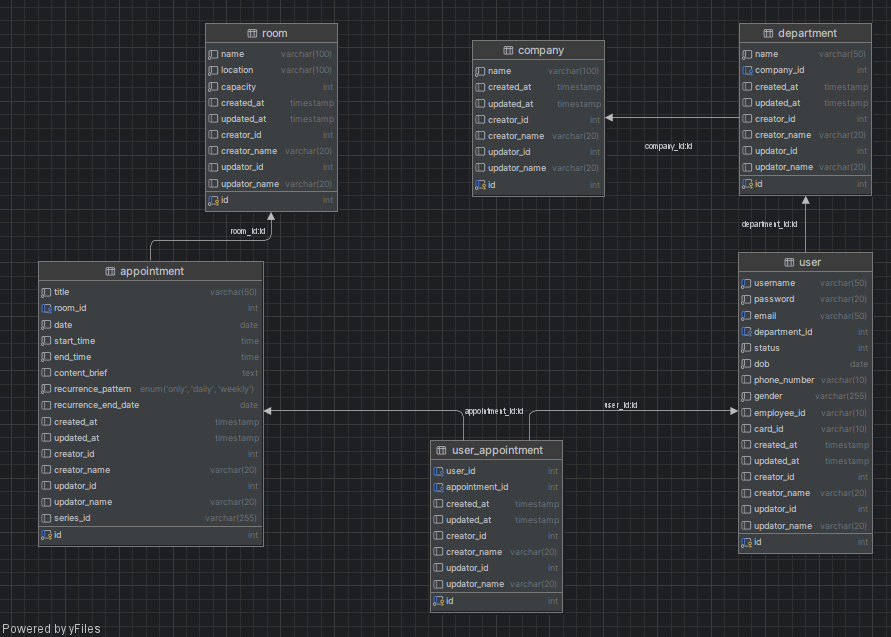 room
name varchar(100)
location varchar(100)
capacity int
created_at timestamp
updated_at timestamp
creator_id int
creator_name varchar(20)
updator_id int
updator_name varchar(20)
id int
company
name varchar(100)
created_at timestamp
updated_at timestamp
creator_id int
creator_name varchar(20)
updator_id int
updator_name varchar(20)
id int
department
name varchar(50)
company_id int
created_at timestamp
updated_at timestamp
creator_id int
creator_name varchar(20)
updator_id int
updator_name varchar(20)
id int
company_id:id
department_id:id
room_id:id
appointment
title varchar(50)
room_id int
date date
start_time time
end_time time
content_brief text
recurrence_pattern enum('only', 'daily', 'weekly')
recurrence_end_date date
created_at timestamp
updated_at timestamp
creator_id int
creator_name varchar(20)
updator_id int
updator_name varchar(20)
series_id varchar(255)
id int
user
username varchar(50)
password varchar(20)
email varchar(50)
department_id int
status int
dob date
phone_number varchar(10)
gender varchar(255)
employee_id varchar(10)
card_id varchar(10)
created_at timestamp
updated_at timestamp
creator_id int
creator_name varchar(20)
updator_id int
updator_name varchar(20)
id int
appointment_id:id
user_id:id
user_appointment
user_id int
appointment_id int
created_at timestamp
updated_at timestamp
creator_id int
creator_name varchar(20)
updator_id int
updator_name varchar(20)
id int
Powered by yFiles